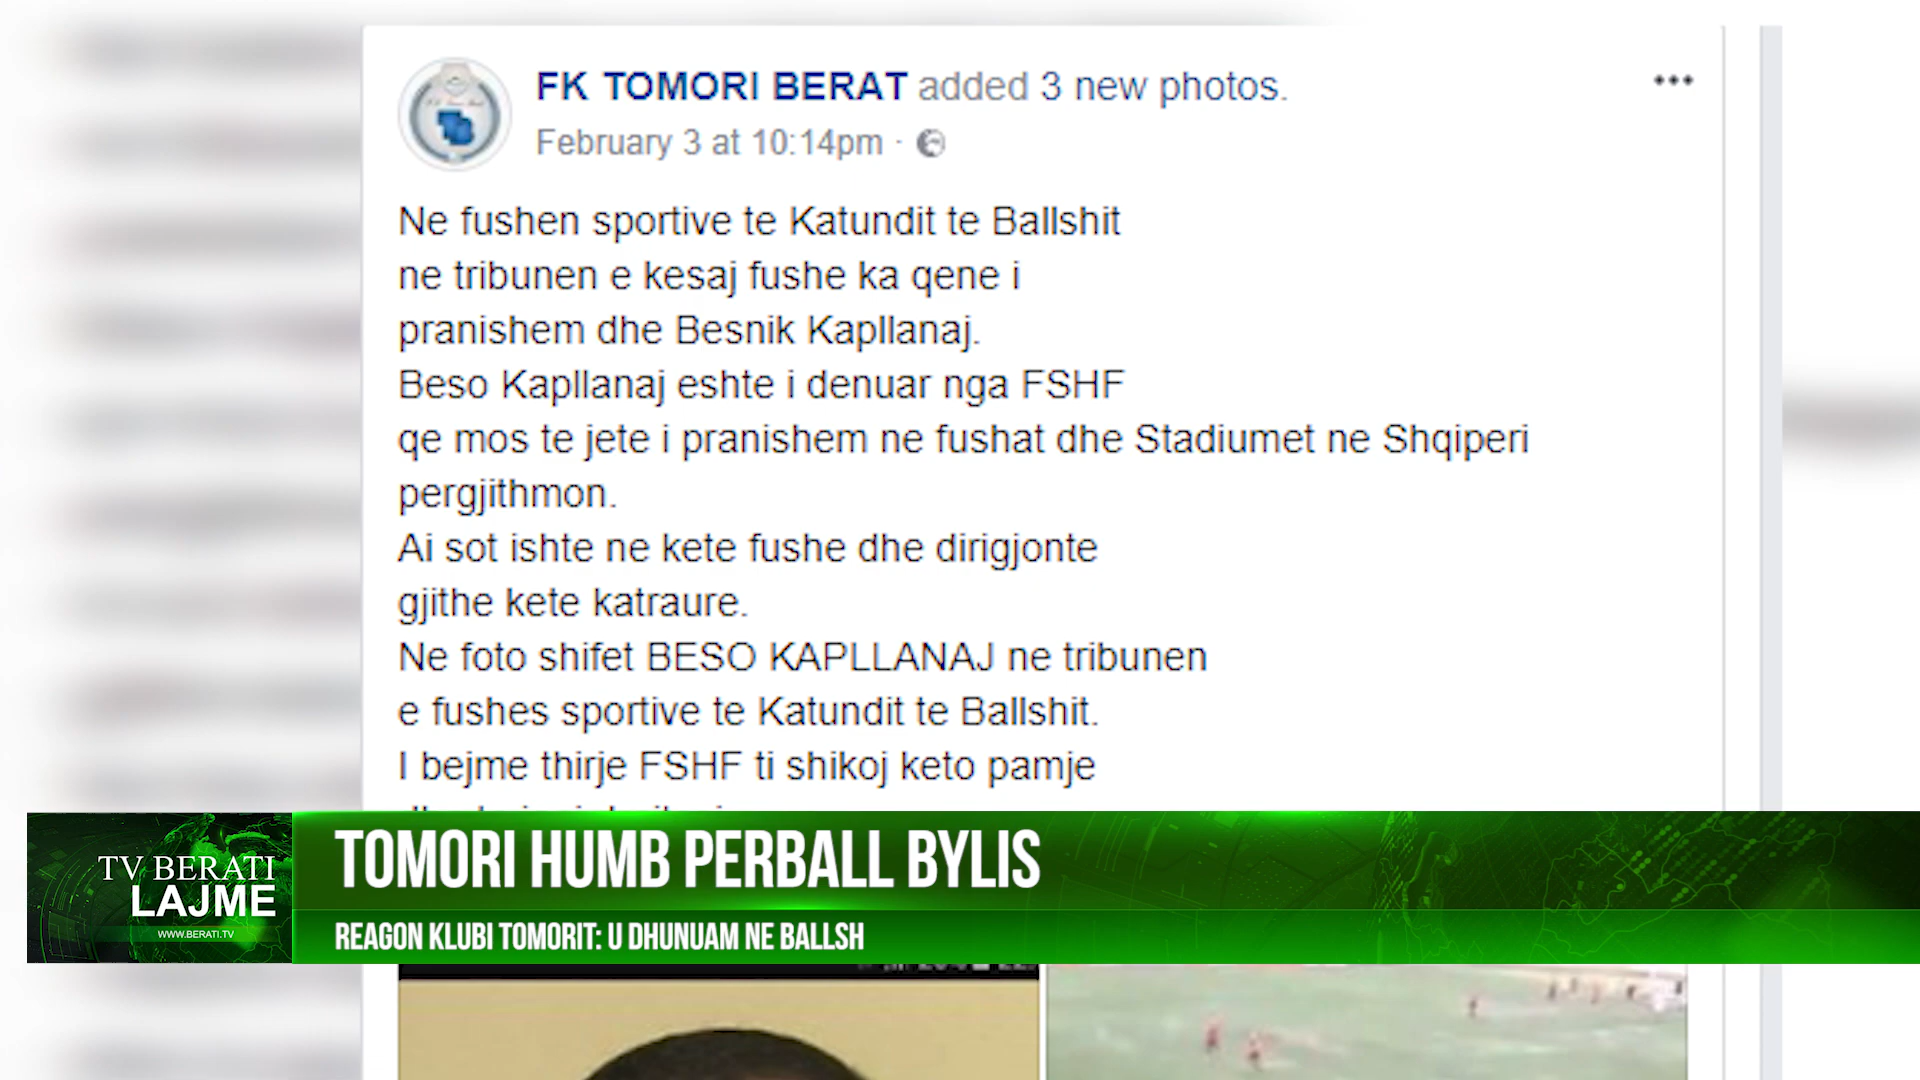 FK TOMORI BERAT added 3 new photos.
February 3 at 10:14pm ·
Ne fushen sportive te Katundit te Ballshit
ne tribunen e kesaj fushe ka qene i
pranishem dhe Besnik Kapllanaj.
Beso Kapllanaj eshte i denuar nga FSHF
qe mos te jete i pranishem ne fushat dhe Stadiumet ne Shqiperi
pergjithmon.
Ai sot ishte ne kete fushe dhe dirigjonte
gjithe kete katraure.
Ne foto shifet BESO KAPLLANAJ ne tribunen
e fushes sportive te Katundit te Ballshit.
I bejme thirje FSHF ti shikoj keto pamje
TV BERATI
LAJME
WWW.BERATI.TV
TOMORI HUMB PERBALL BYLIS
REAGON KLUBI TOMORIT: U DHUNUAM NE BALLSH